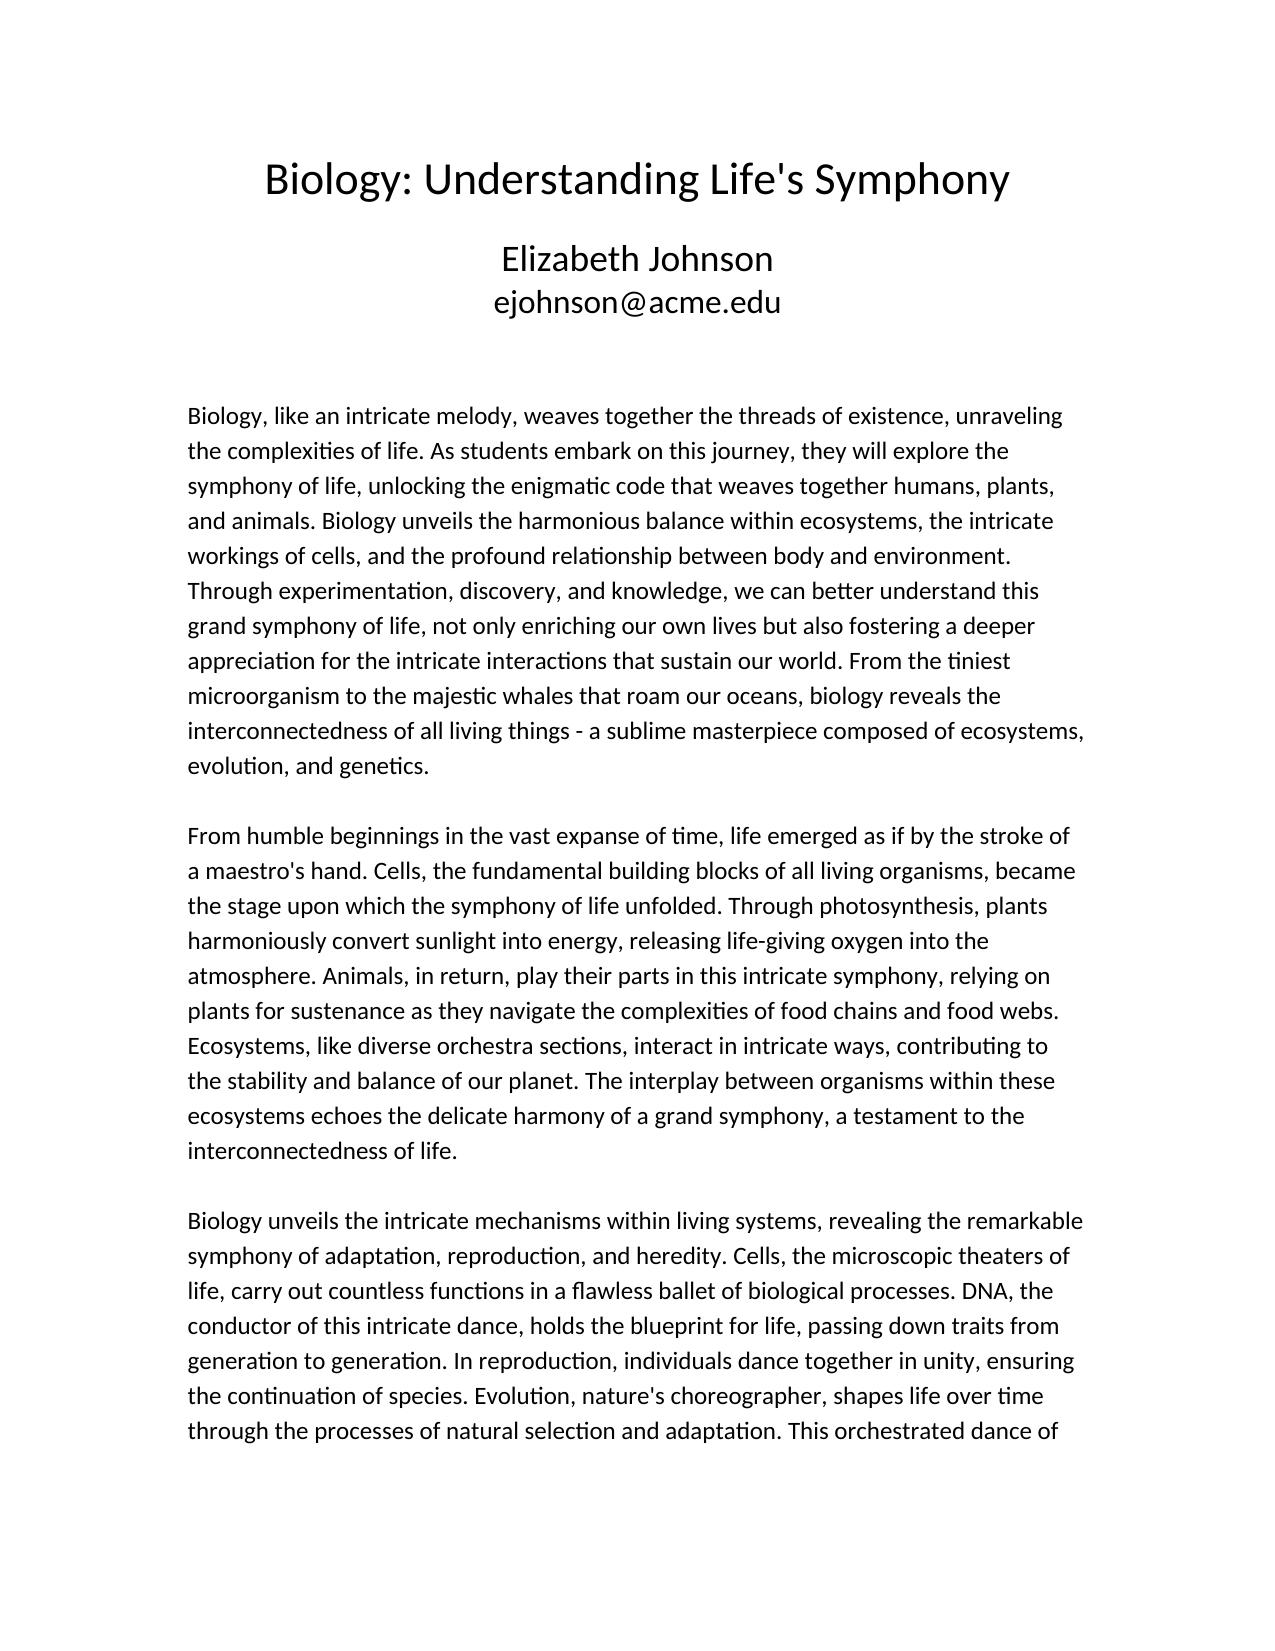 Biology: Understanding Life's Symphony
Elizabeth Johnson
ejohnson@acme.edu
Biology, like an intricate melody, weaves together the threads of existence, unraveling
the complexities of life. As students embark on this journey, they will explore the
symphony of life, unlocking the enigmatic code that weaves together humans, plants,
and animals. Biology unveils the harmonious balance within ecosystems, the intricate
workings of cells, and the profound relationship between body and environment.
Through experimentation, discovery, and knowledge, we can better understand this
grand symphony of life, not only enriching our own lives but also fostering a deeper
appreciation for the intricate interactions that sustain our world. From the tiniest
microorganism to the majestic whales that roam our oceans, biology reveals the
interconnectedness of all living things - a sublime masterpiece composed of ecosystems,
evolution, and genetics.
From humble beginnings in the vast expanse of time, life emerged as if by the stroke of
a maestro's hand. Cells, the fundamental building blocks of all living organisms, became
the stage upon which the symphony of life unfolded. Through photosynthesis, plants
harmoniously convert sunlight into energy, releasing life-giving oxygen into the
atmosphere. Animals, in return, play their parts in this intricate symphony, relying on
plants for sustenance as they navigate the complexities of food chains and food webs.
Ecosystems, like diverse orchestra sections, interact in intricate ways, contributing to
the stability and balance of our planet. The interplay between organisms within these
ecosystems echoes the delicate harmony of a grand symphony, a testament to the
interconnectedness of life.
Biology unveils the intricate mechanisms within living systems, revealing the remarkable
symphony of adaptation, reproduction, and heredity. Cells, the microscopic theaters of
life, carry out countless functions in a flawless ballet of biological processes. DNA, the
conductor of this intricate dance, holds the blueprint for life, passing down traits from
generation to generation. In reproduction, individuals dance together in unity, ensuring
the continuation of species. Evolution, nature's choreographer, shapes life over time
through the processes of natural selection and adaptation. This orchestrated dance of